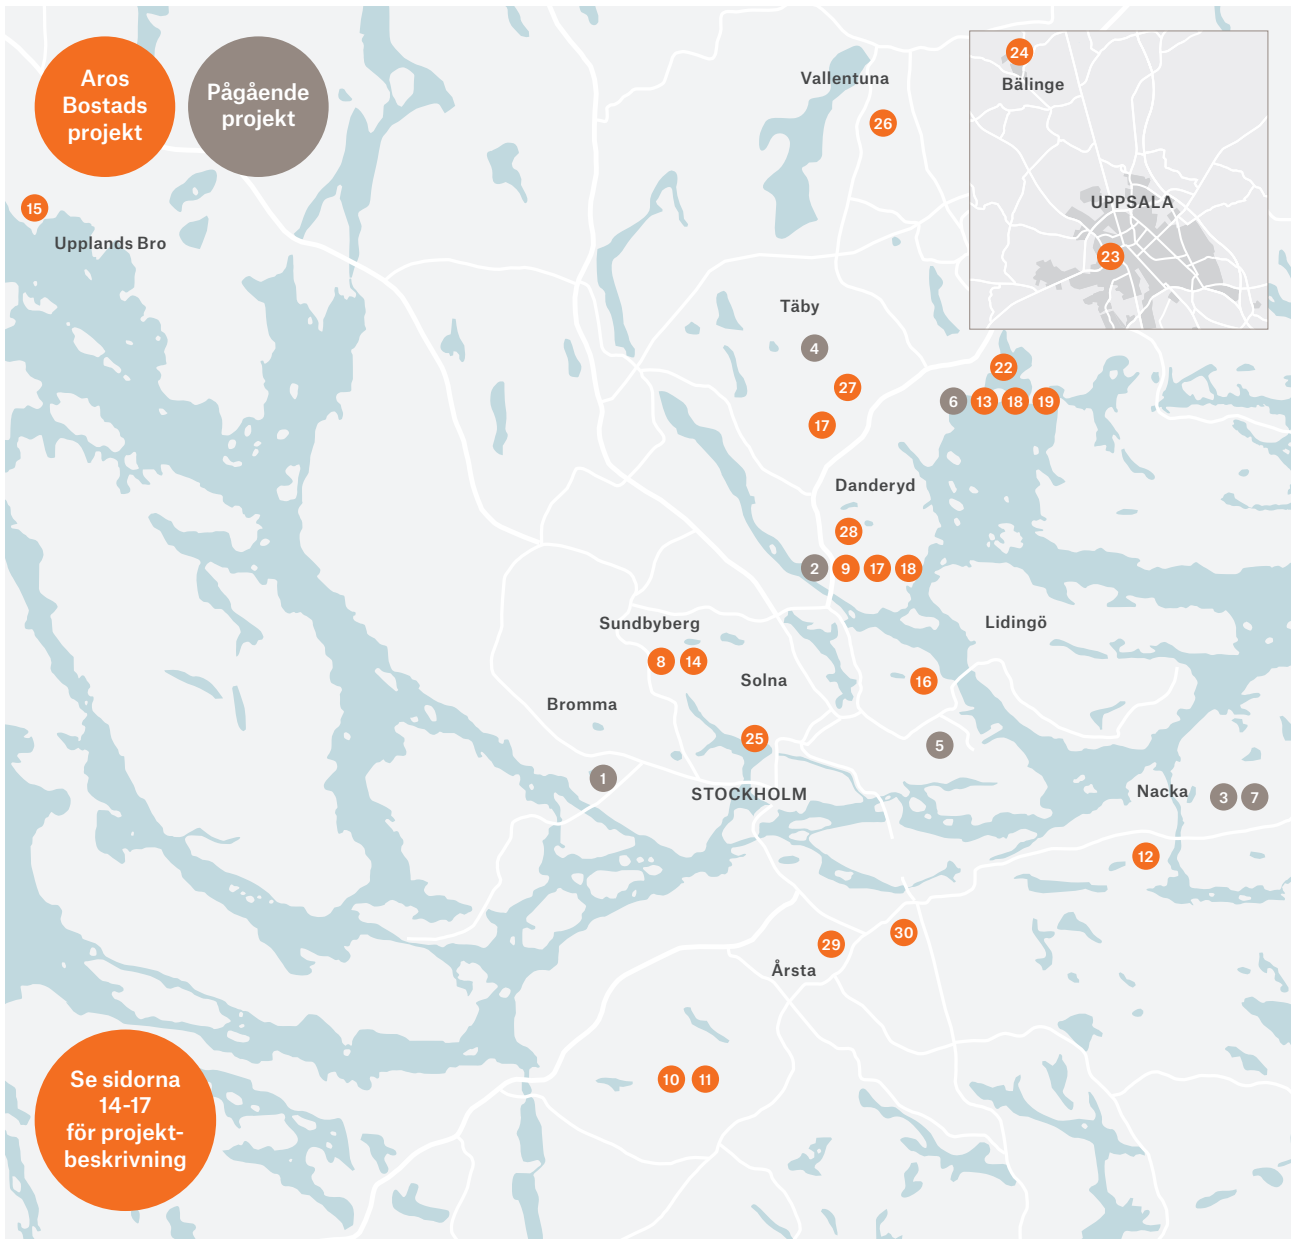 Aros
Bostads
projekt
Pågående
projekt
Vallentuna
26
24
Bälinge
UPPSALA
23
15
Upplands Bro
Täby
4
27
17
22
6 13 18 19
Danderyd
28
2 9 17 18
Sundbyberg
8 14
Lidingö
Solna
16
Bromma
25
5
1
STOCKHOLM
Nacka
3 7
12
30
29
Årsta
10 11
Se sidorna
14-17
för projekt-
beskrivning